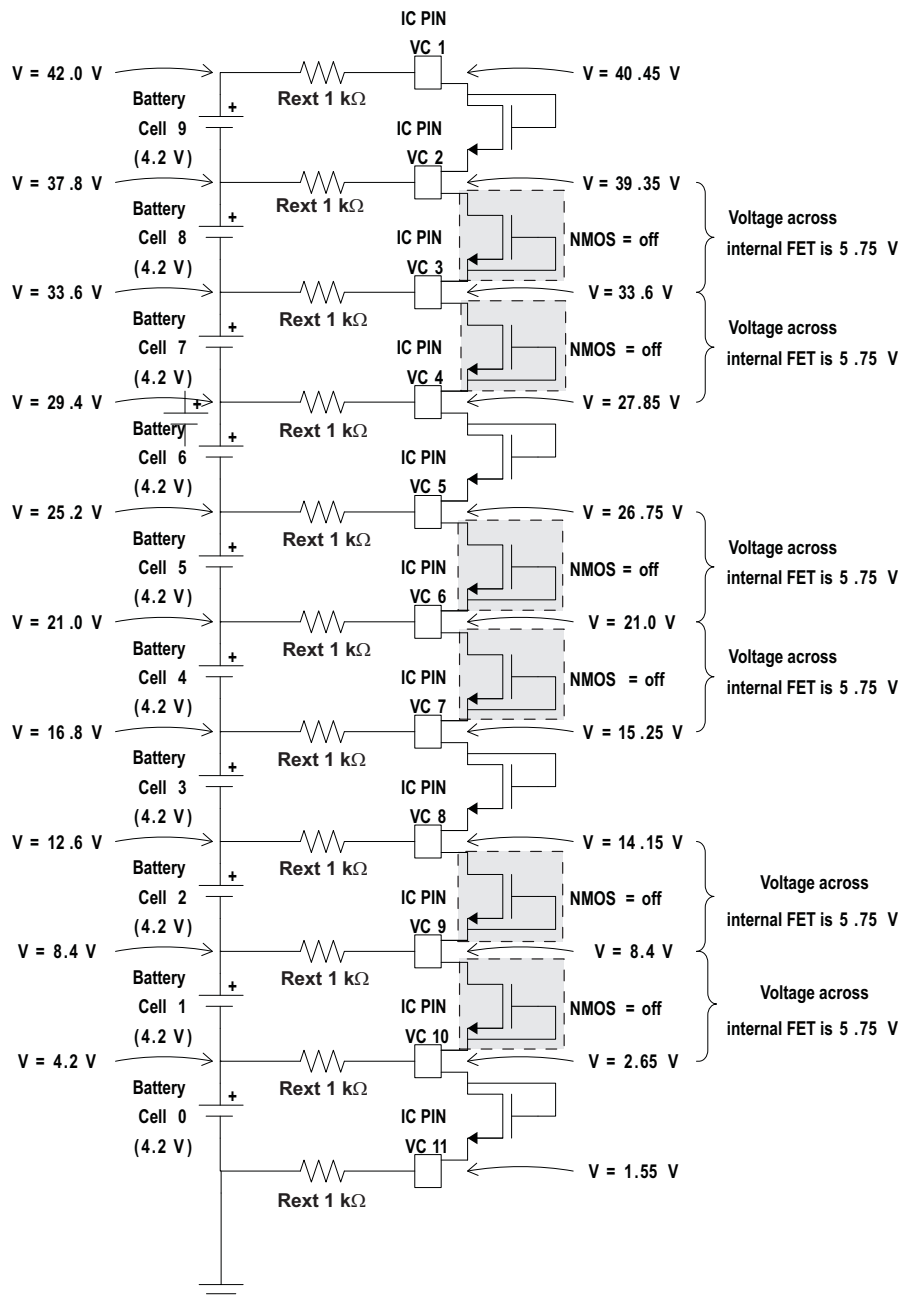 IC PIN
VC 1
V = 42.0 V
V = 40.45 V
Rext 1 kΩ
Battery
Cell 9
(4.2 V)
+
IC PIN
VC 2
V = 37.8 V
V = 39.35 V
Rext 1 kΩ
Battery
Cell 8
(4.2 V)
+
NMOS = off
Voltage across
internal FET is 5.75 V
IC PIN
VC 3
V = 33.6 V
V = 33.6 V
Rext 1 kΩ
Battery
Cell 7
(4.2 V)
+
NMOS = off
Voltage across
internal FET is 5.75 V
IC PIN
VC 4
V = 29.4 V
V = 27.85 V
Rext 1 kΩ
+
Battery
Cell 6
(4.2 V)
+
IC PIN
VC 5
V = 25.2 V
V = 26.75 V
Rext 1 kΩ
Battery
Cell 5
(4.2 V)
+
NMOS = off
Voltage across
internal FET is 5.75 V
IC PIN
VC 6
V = 21.0 V
V = 21.0 V
Rext 1 kΩ
Battery
Cell 4
(4.2 V)
+
NMOS = off
Voltage across
internal FET is 5.75 V
IC PIN
VC 7
V = 16.8 V
V = 15.25 V
Rext 1 kΩ
Battery
Cell 3
(4.2 V)
+
IC PIN
VC 8
V = 12.6 V
V = 14.15 V
Rext 1 kΩ
Battery
Cell 2
(4.2 V)
+
NMOS = off
Voltage across
internal FET is 5.75 V
IC PIN
VC 9
V = 8.4 V
V = 8.4 V
Rext 1 kΩ
Battery
Cell 1
(4.2 V)
+
NMOS = off
Voltage across
internal FET is 5.75 V
IC PIN
VC 10
V = 4.2 V
V = 2.65 V
Rext 1 kΩ
Battery
Cell 0
(4.2 V)
+
IC PIN
VC 11
V = 1.55 V
Rext 1 kΩ